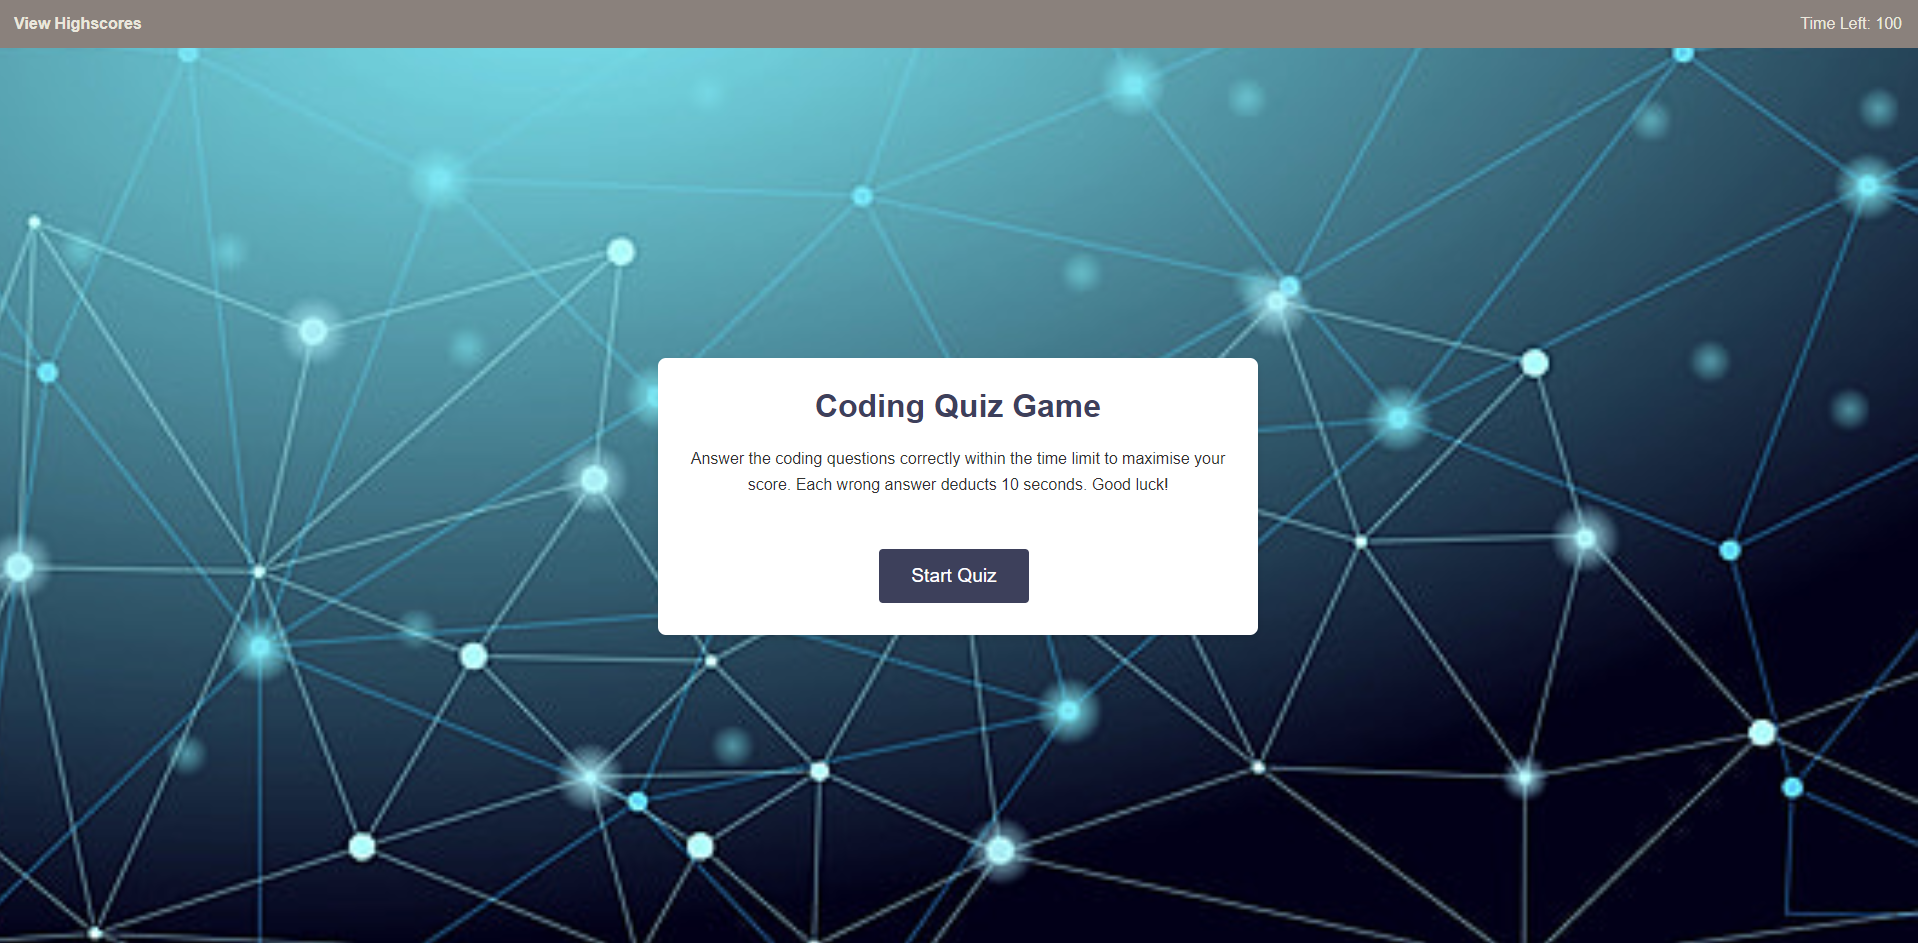 View Highscores
Time Left: 100
Coding Quiz Game
Answer the coding questions correctly within the time limit to maximise your
score. Each wrong answer deducts 10 seconds. Good luck!
Start Quiz